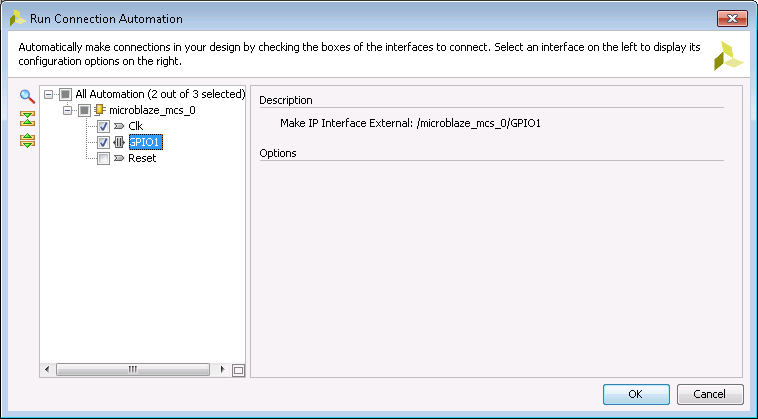 Run Connection Automation
Automatically make connections in your design by checking the boxes of the interfaces to connect. Select an interface on the left to display its
configuration options on the right.
All Automation (2 out of 3 selected)
microblaze_mcs_0
Clk
GPIO1
Reset
Description
Make IP Interface External: /microblaze_mcs_0/GPIO1
Options
OK
Cancel